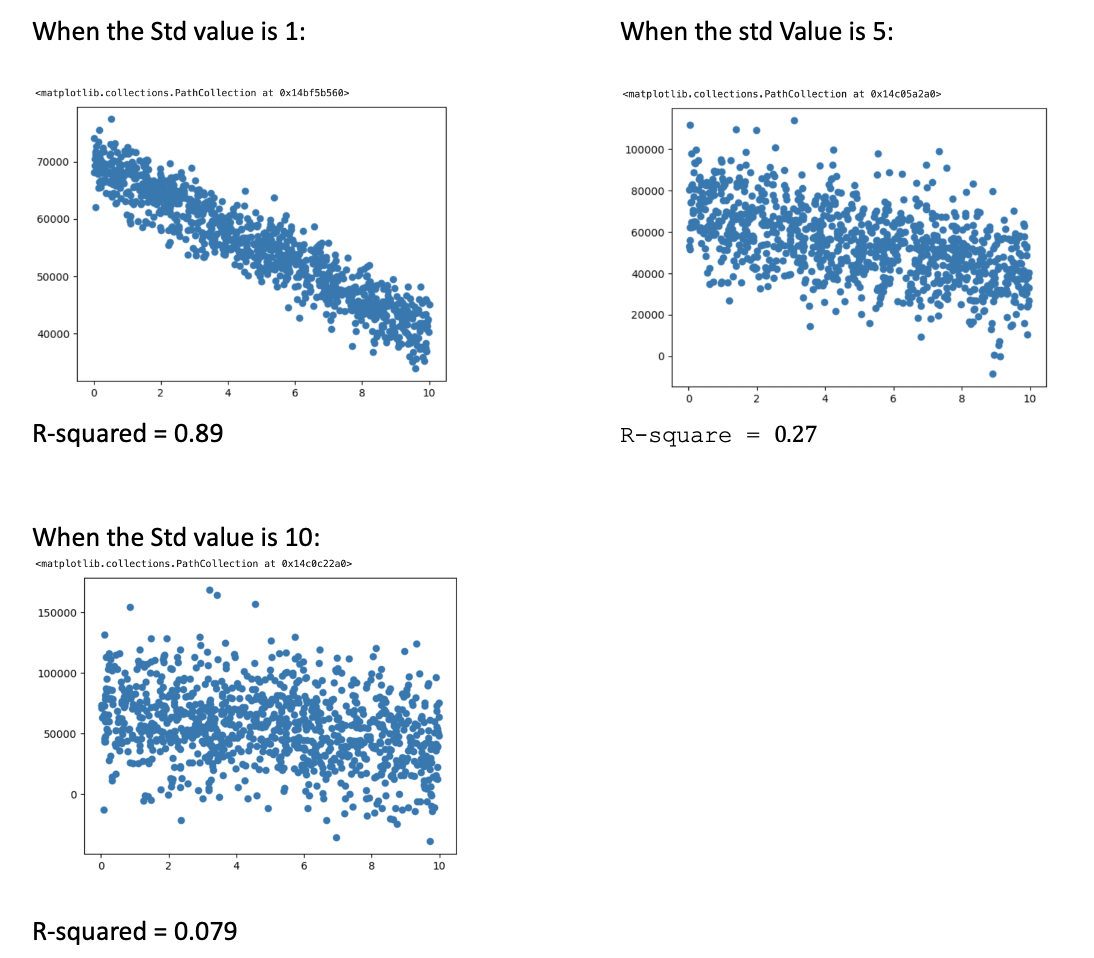 When the Std value is 1:
<matplotlib.collections.PathCollection at 0x14bf5b560>
70000
60000
50000
40000
0 2 4 6 8 10
R-squared = 0.89
When the std Value is 5:
<matplotlib.collections.PathCollection at 0x14c05a2a0>
100000
80000
60000
40000
20000
0
0 2 4 6 8 10
R-square = 0.27
When the Std value is 10:
<matplotlib.collections.PathCollection at 0x14c0c22a0>
150000
100000
50000
0
0 2 4 6 8 10
R-squared = 0.079